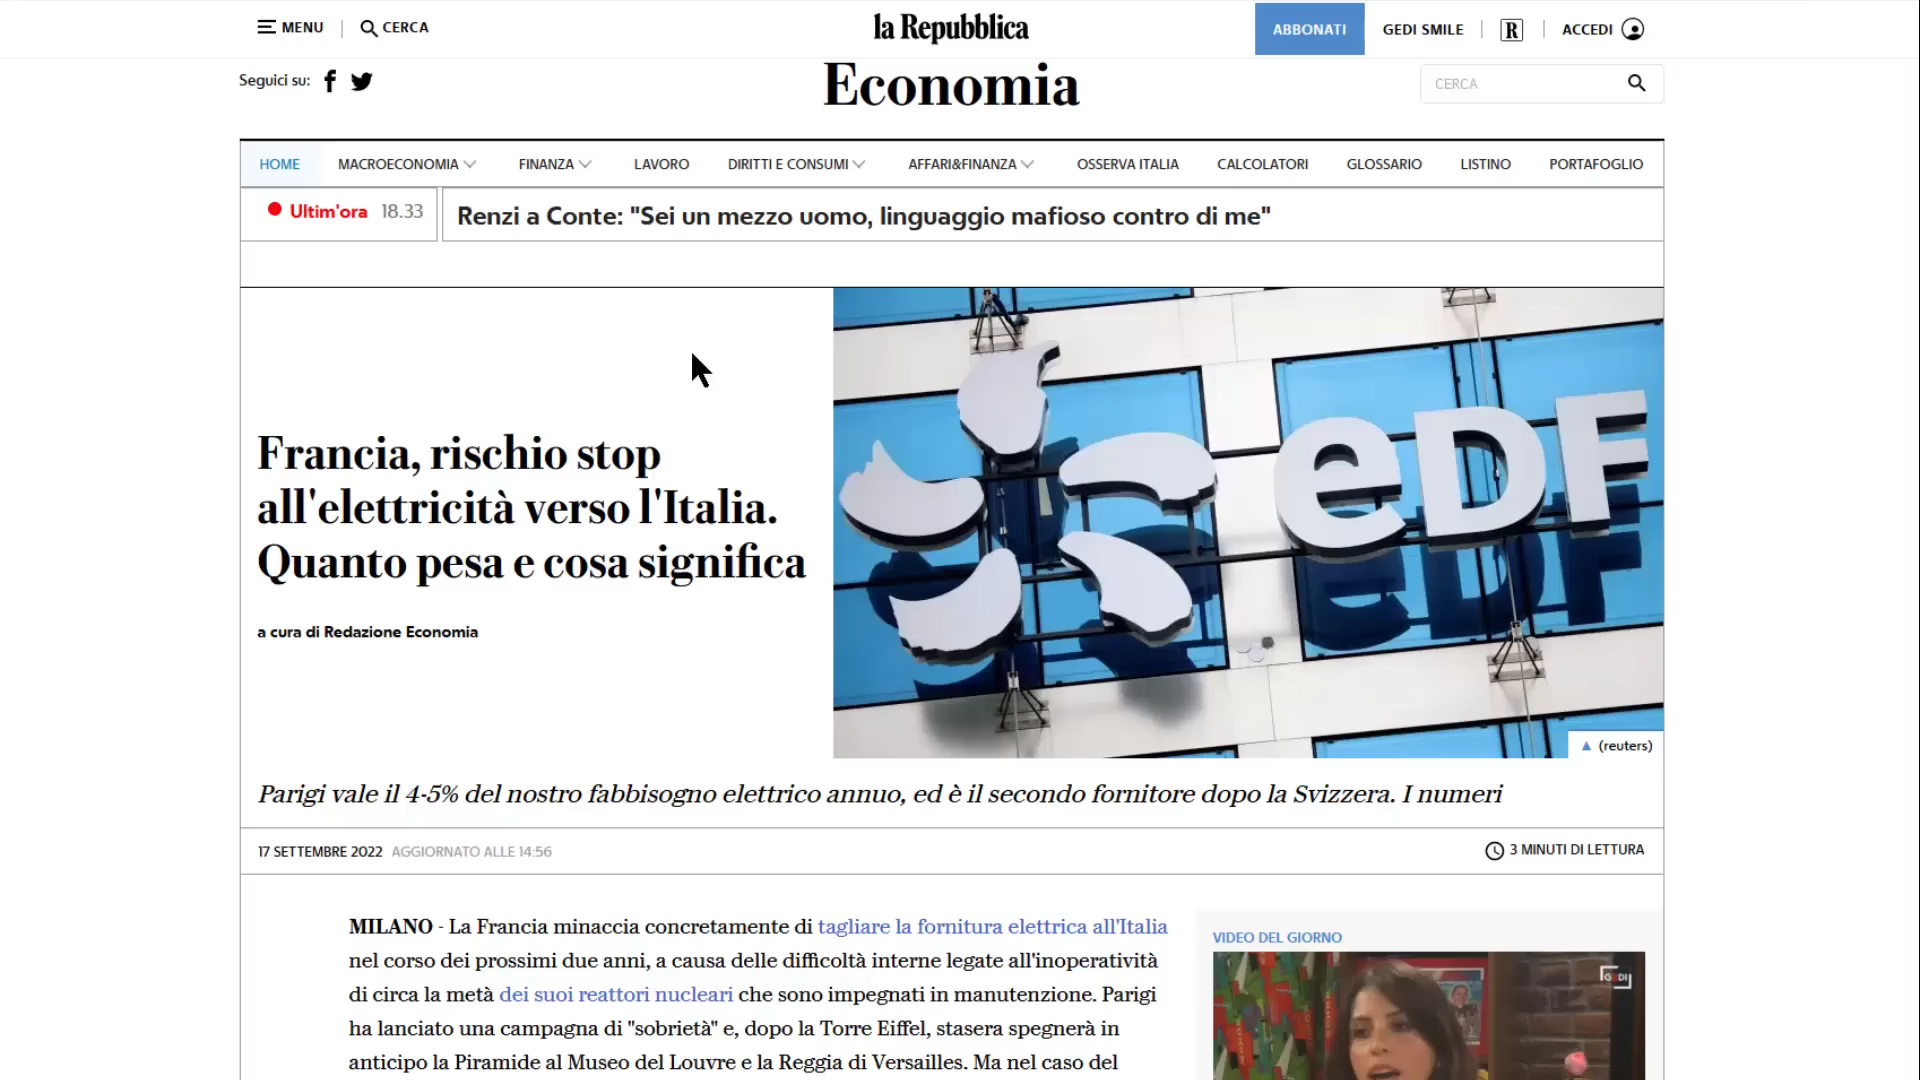 MENU
CERCA
la Repubblica
ABBONATI
GEDI SMILE
R
ACCEDI
Seguici su:
Economia
CERCA
HOME
MACROECONOMIA
FINANZA
LAVORO
DIRITTI E CONSUMI
AFFARI&FINANZA
OSSERVA ITALIA
CALCOLATORI
GLOSSARIO
LISTINO
PORTAFOGLIO
Ultim'ora 18.33
Renzi a Conte: "Sei un mezzo uomo, linguaggio mafioso contro di me"
Francia, rischio stop
all'elettricità verso l'Italia.
Quanto pesa e cosa significa
a cura di Redazione Economia
eDF
(reuters)
Parigi vale il 4-5% del nostro fabbisogno elettrico annuo, ed è il secondo fornitore dopo la Svizzera. I numeri
17 SETTEMBRE 2022 AGGIORNATO ALLE 14:56
3 MINUTI DI LETTURA
MILANO - La Francia minaccia concretamente di tagliare la fornitura elettrica all'Italia
nel corso dei prossimi due anni, a causa delle difficoltà interne legate all'inoperatività
di circa la metà dei suoi reattori nucleari che sono impegnati in manutenzione. Parigi
ha lanciato una campagna di "sobrietà" e, dopo la Torre Eiffel, stasera spegnerà in
anticipo la Piramide al Museo del Louvre e la Reggia di Versailles. Ma nel caso del
VIDEO DEL GIORNO
GEDI